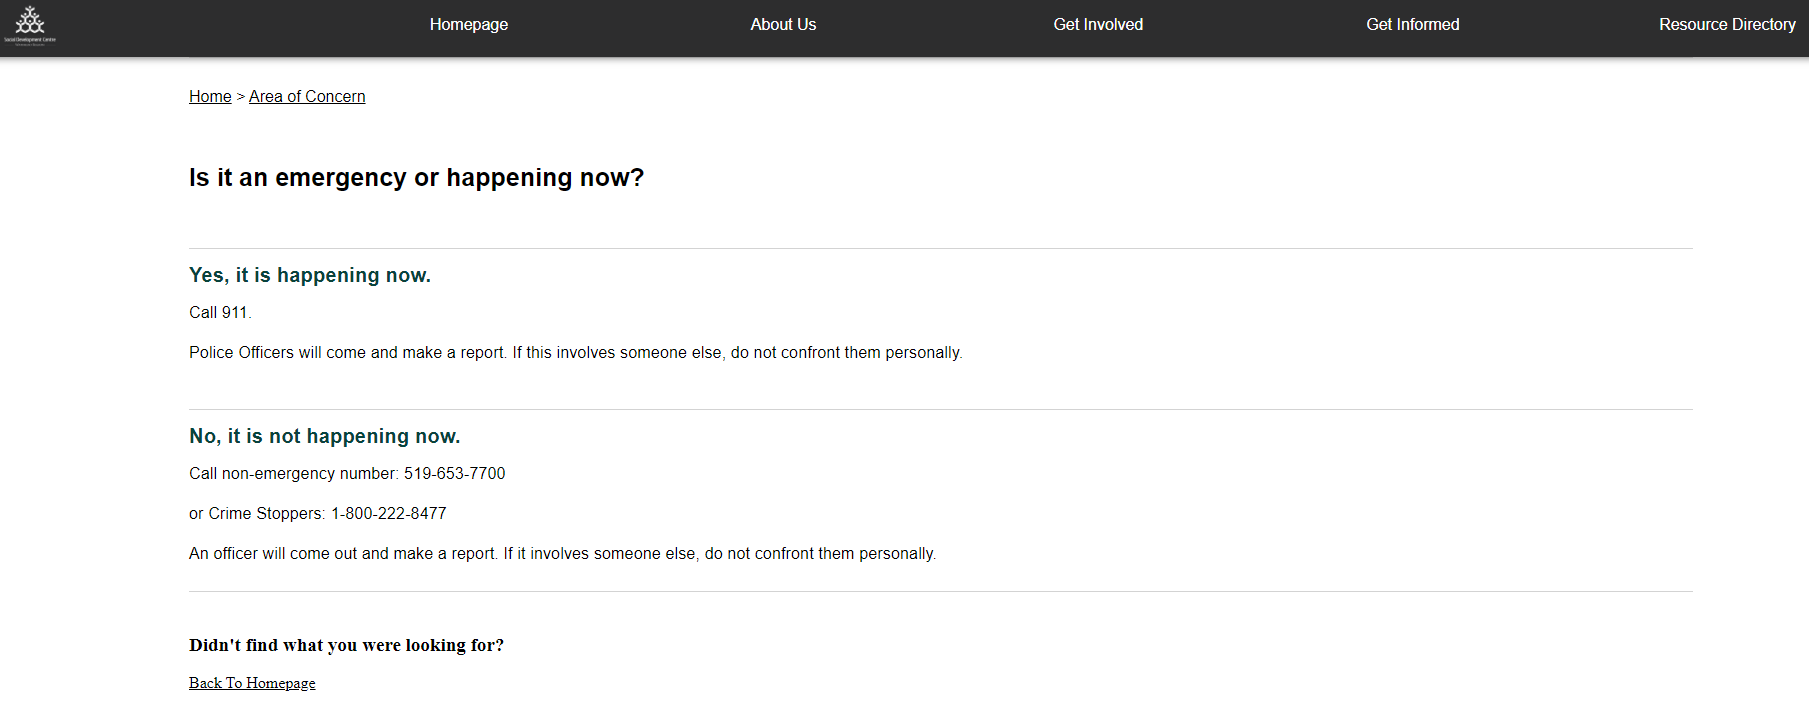 Social Development Centre
Homepage
About Us
Get Involved
Get Informed
Resource Directory
Home > Area of Concern
Is it an emergency or happening now?
Yes, it is happening now.
Call 911.
Police Officers will come and make a report. If this involves someone else, do not confront them personally.
No, it is not happening now.
Call non-emergency number: 519-653-7700
or Crime Stoppers: 1-800-222-8477
An officer will come out and make a report. If it involves someone else, do not confront them personally.
Didn't find what you were looking for?
Back To Homepage